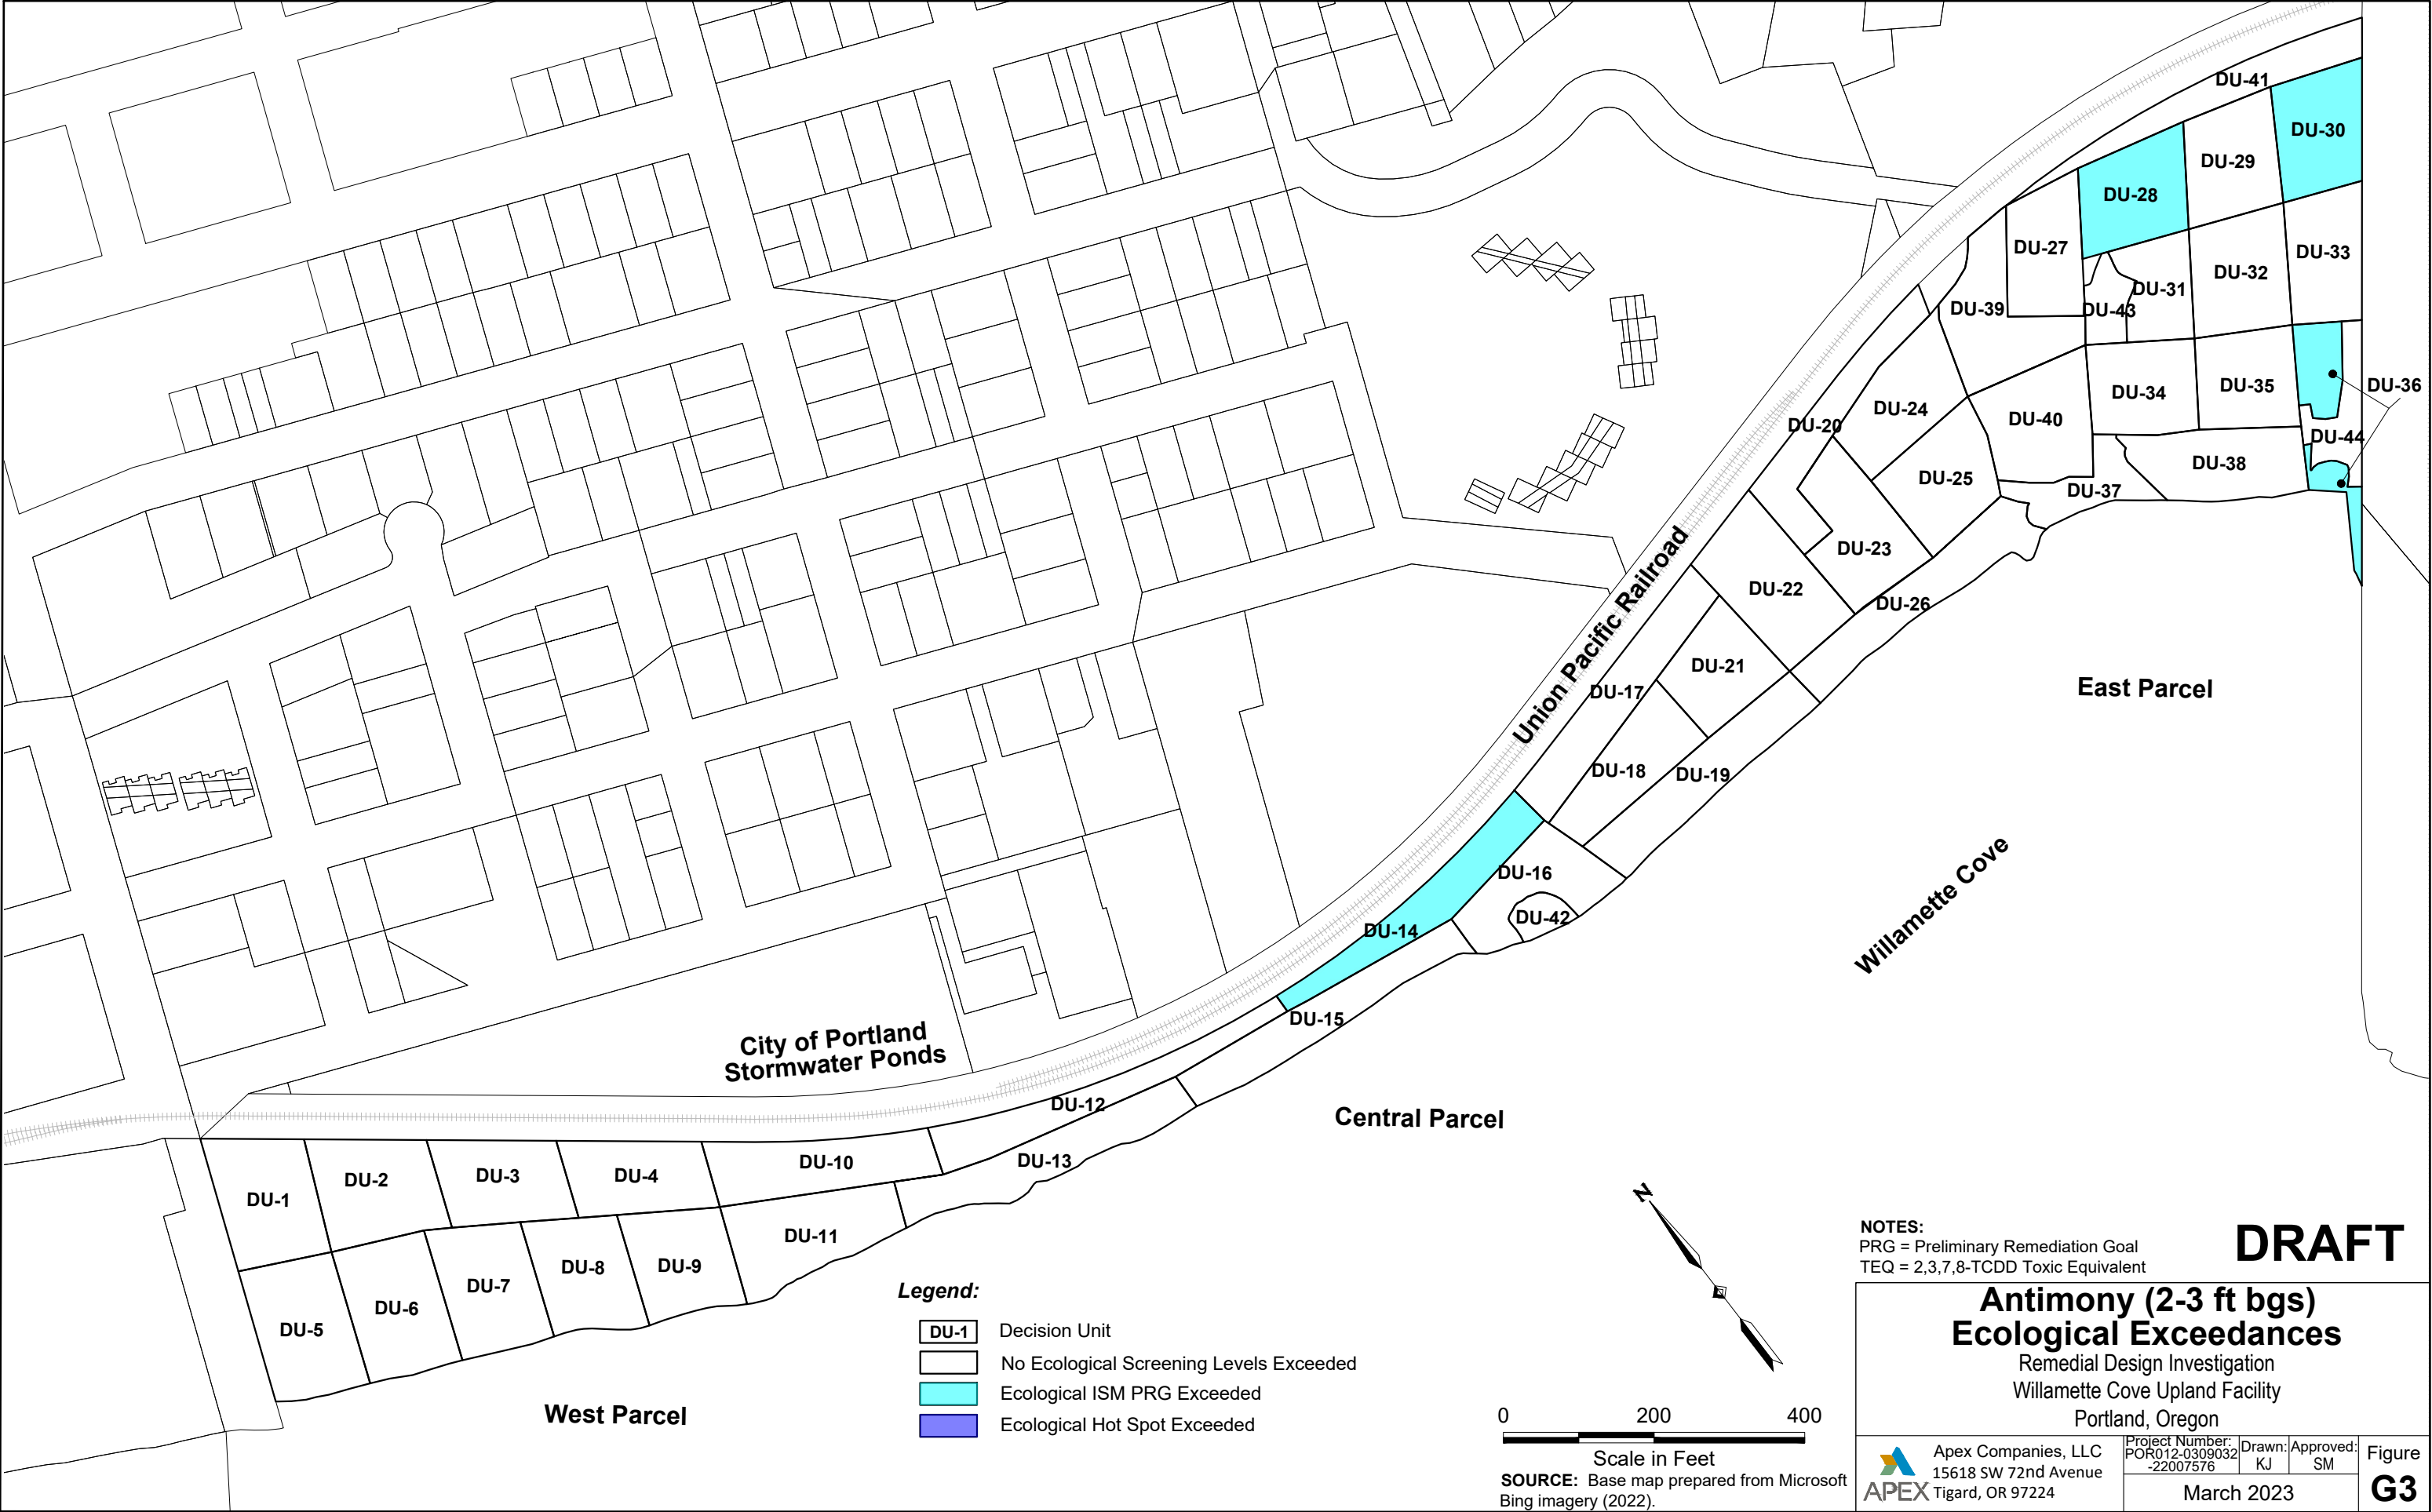 DU-41
DU-30
DU-29
DU-28
DU-27
DU-33
DU-32
DU-31
DU-43
DU-39
DU-36
DU-35
DU-34
DU-40
DU-24
DU-20
DU-44
DU-38
DU-37
DU-25
DU-23
DU-22
DU-26
Union Pacific Railroad
DU-21
DU-17
East Parcel
DU-18
DU-19
DU-16
DU-42
DU-14
Willamette Cove
DU-15
City of Portland
Stormwater Ponds
DU-12
Central Parcel
DU-13
DU-10
DU-4
DU-3
DU-2
DU-1
DU-11
DU-9
DU-8
DU-7
DU-6
DU-5
West Parcel
N
Legend:
DU-1 Decision Unit
No Ecological Screening Levels Exceeded
Ecological ISM PRG Exceeded
Ecological Hot Spot Exceeded
0 200 400
Scale in Feet
SOURCE: Base map prepared from Microsoft
Bing imagery (2022).
NOTES:
PRG = Preliminary Remediation Goal
TEQ = 2,3,7,8-TCDD Toxic Equivalent
DRAFT
Antimony (2-3 ft bgs)
Ecological Exceedances
Remedial Design Investigation
Willamette Cove Upland Facility
Portland, Oregon
APEX
Apex Companies, LLC
15618 SW 72nd Avenue
Tigard, OR 97224
Project Number:
POR012-0309032
-22007576
Drawn:
KJ
Approved:
SM
March 2023
Figure
G3